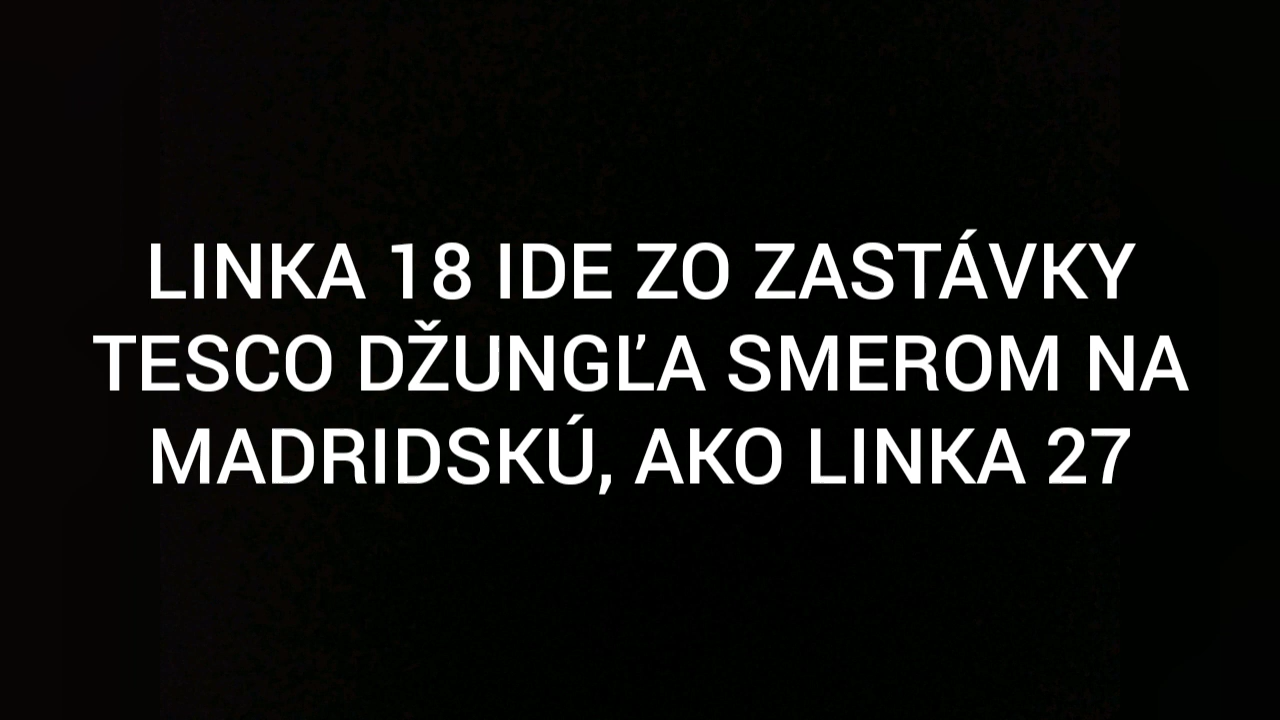 LINKA 18 IDE ZO ZASTÁVKY
TESCO DŽUNGĽA SMEROM NA
MADRIDSKÚ, AKO LINKA 27